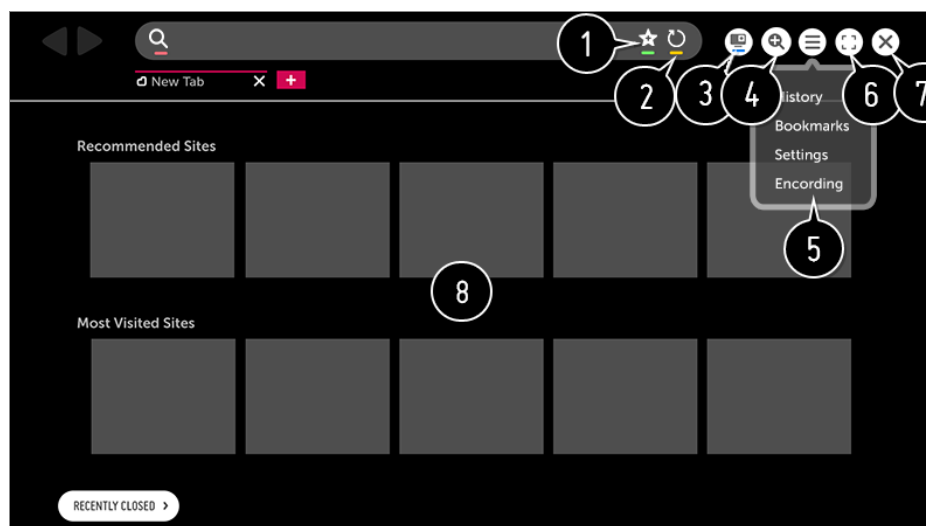 1
New Tab
2
3
4
History
6
7
Bookmarks
Recommended Sites
Settings
Encording
5
8
Most Visited Sites
RECENTLY CLOSED >